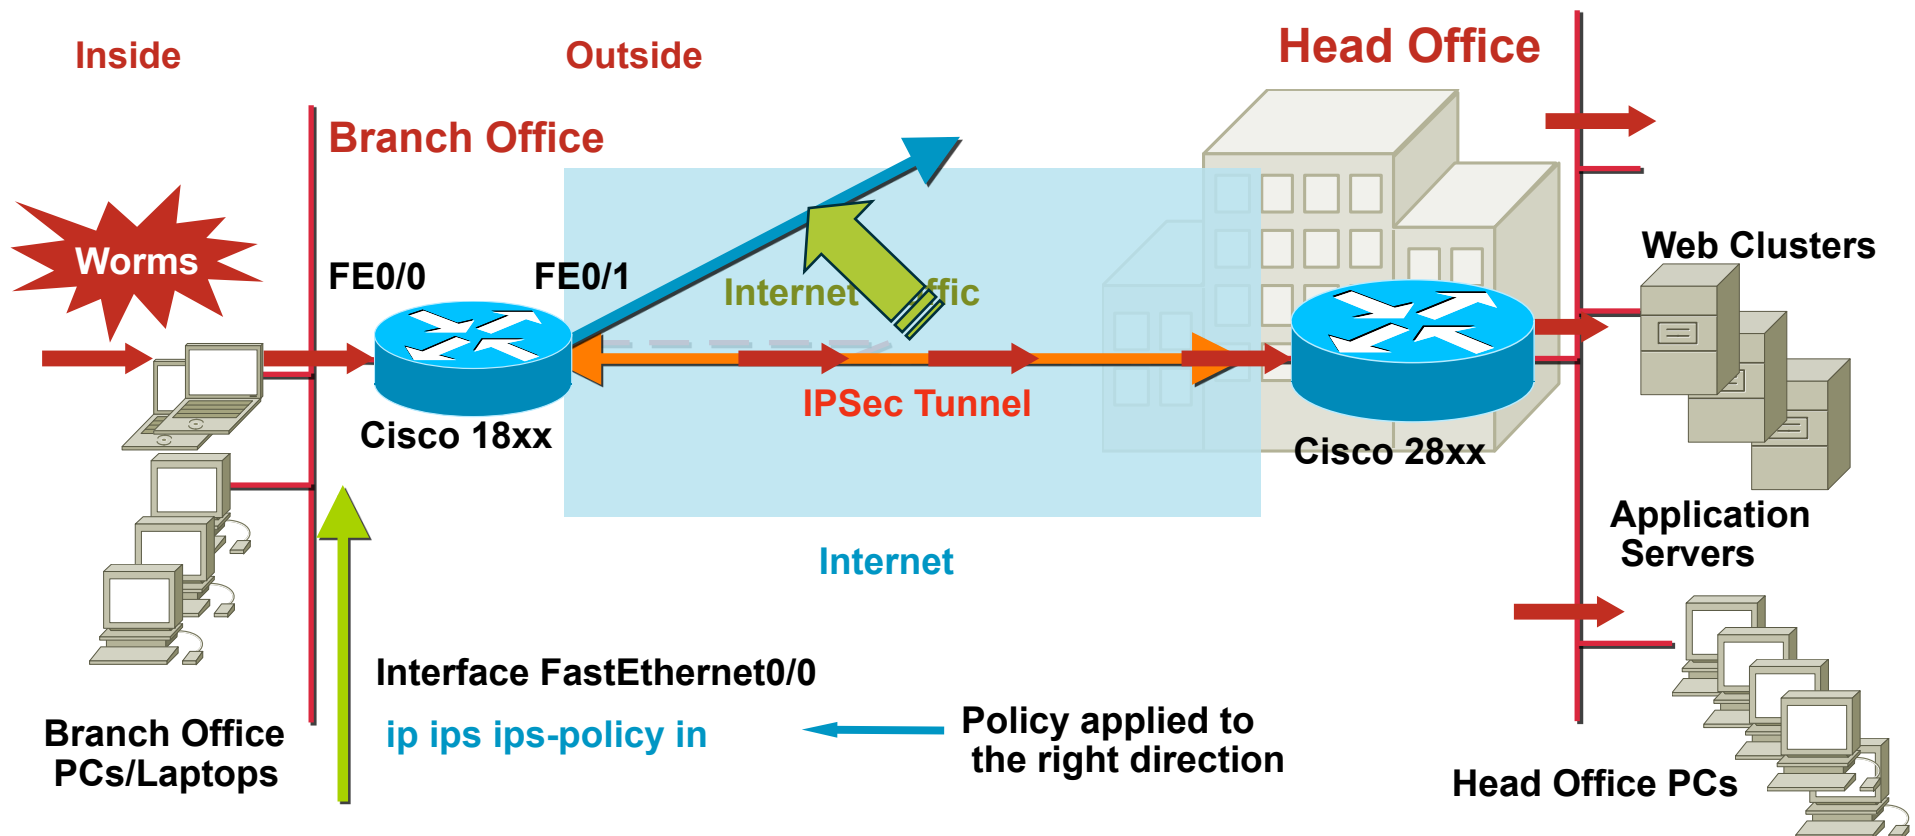 Inside
Outside
Head Office
Branch Office
Worms
FE0/0
FE0/1
Internet ffic
Web Clusters
IPSec Tunnel
Cisco 18xx
Cisco 28xx
Application
Servers
Internet
Interface FastEthernet0/0
ip ips ips-policy in
Policy applied to
the right direction
Branch Office
PCs/Laptops
Head Office PCs